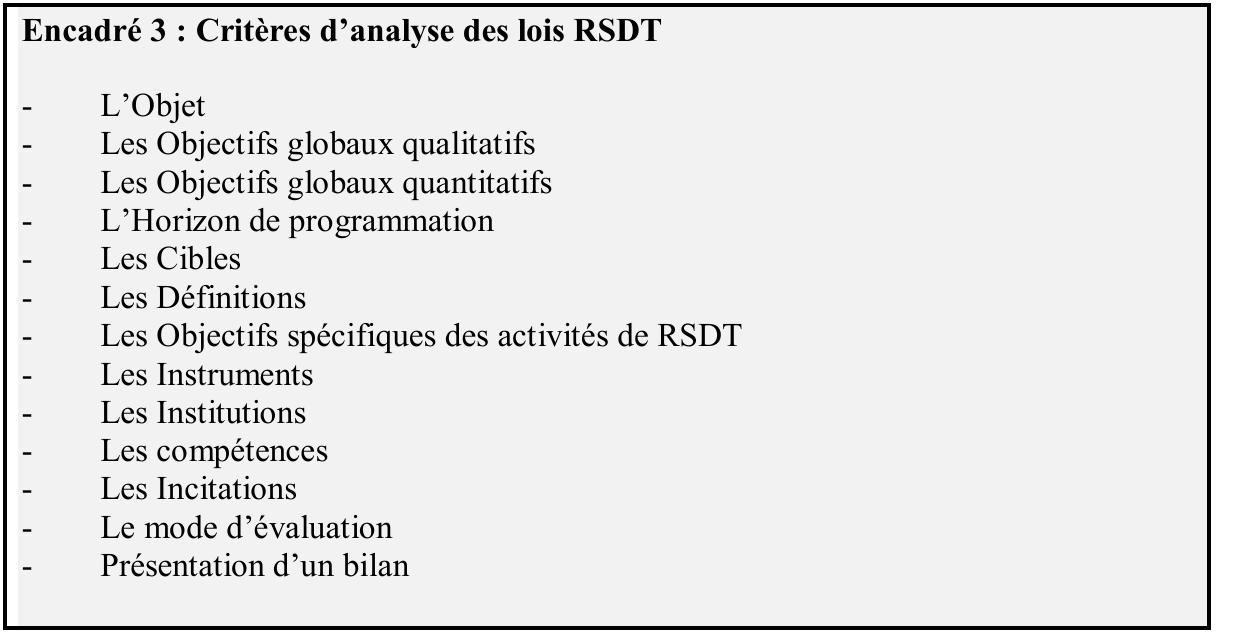 Encadré 3 : Critères d’analyse des lois RSDT
- L’Objet
- Les Objectifs globaux qualitatifs
- Les Objectifs globaux quantitatifs
- L’Horizon de programmation
- Les Cibles
- Les Définitions
- Les Objectifs spécifiques des activités de RSDT
- Les Instruments
- Les Institutions
- Les compétences
- Les Incitations
- Le mode d’évaluation
- Présentation d’un bilan